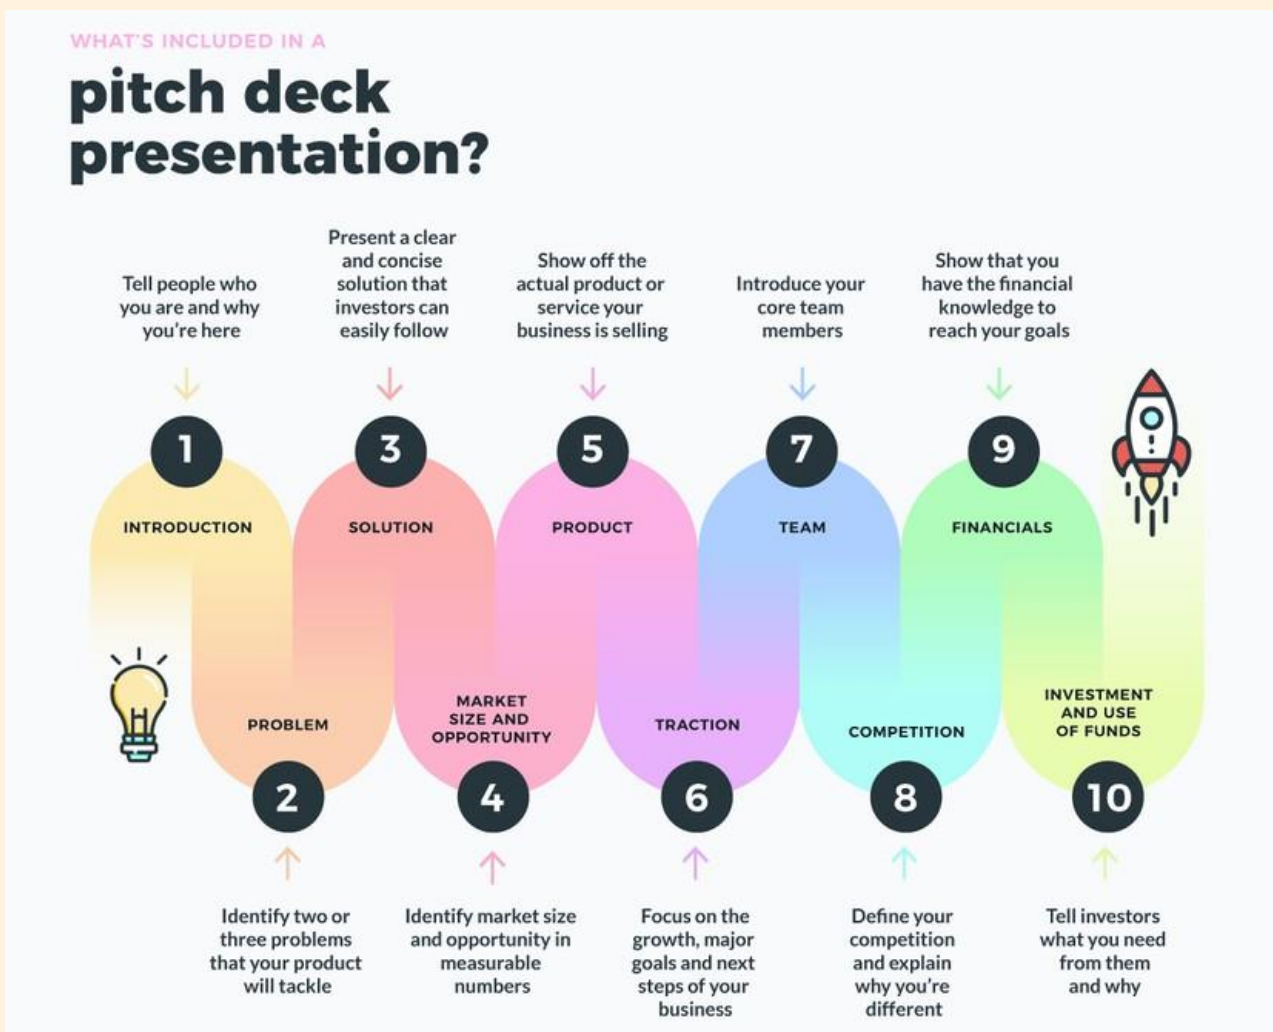 WHAT'S INCLUDED IN A
pitch deck
presentation?
Tell people who
you are and why
you're here
1
INTRODUCTION
PROBLEM
2
Identify two or
three problems
that your product
will tackle
Present a clear
and concise
solution that
investors can
easily follow
3
SOLUTION
MARKET
SIZE AND
OPPORTUNITY
4
Identify market size
and opportunity in
measurable
numbers
Show off the
actual product or
service your
business is selling
5
PRODUCT
TRACTION
6
Focus on the
growth, major
goals and next
steps of your
business
Introduce your
core team
members
7
TEAM
COMPETITION
8
Define your
competition
and explain
why you're
different
Show that you
have the financial
knowledge to
reach your goals
9
FINANCIALS
INVESTMENT
AND USE
OF FUNDS
10
Tell investors
what you need
from them
and why